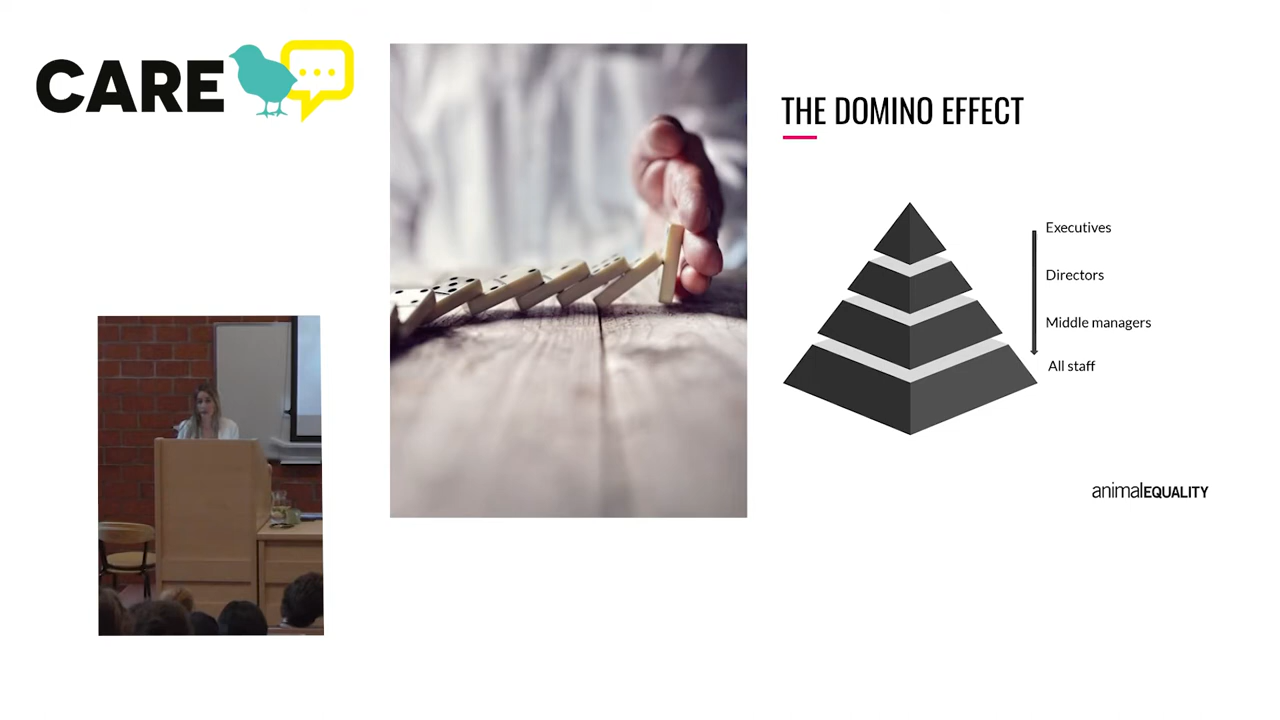 CARE
THE DOMINO EFFECT
Executives
Directors
Middle managers
All staff
animalEQUALITY